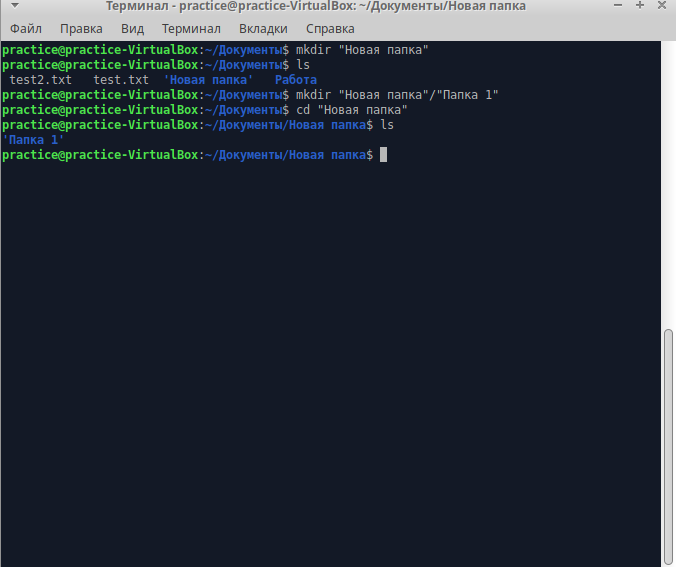 Терминал - practice@practice-VirtualBox: ~/Документы/Новая папка
Файл Правка Вид Терминал Вкладки Справка
practice@practice-VirtualBox:~/Документы$ mkdir "Новая папка"
practice@practice-VirtualBox:~/Документы$ ls
test2.txt test.txt 'Новая папка' Работа
practice@practice-VirtualBox:~/Документы$ mkdir "Новая папка"/"Папка 1"
practice@practice-VirtualBox:~/Документы$ cd "Новая папка"
practice@practice-VirtualBox:~/Документы/Новая папка$ ls
'Папка 1'
practice@practice-VirtualBox:~/Документы/Новая папка$